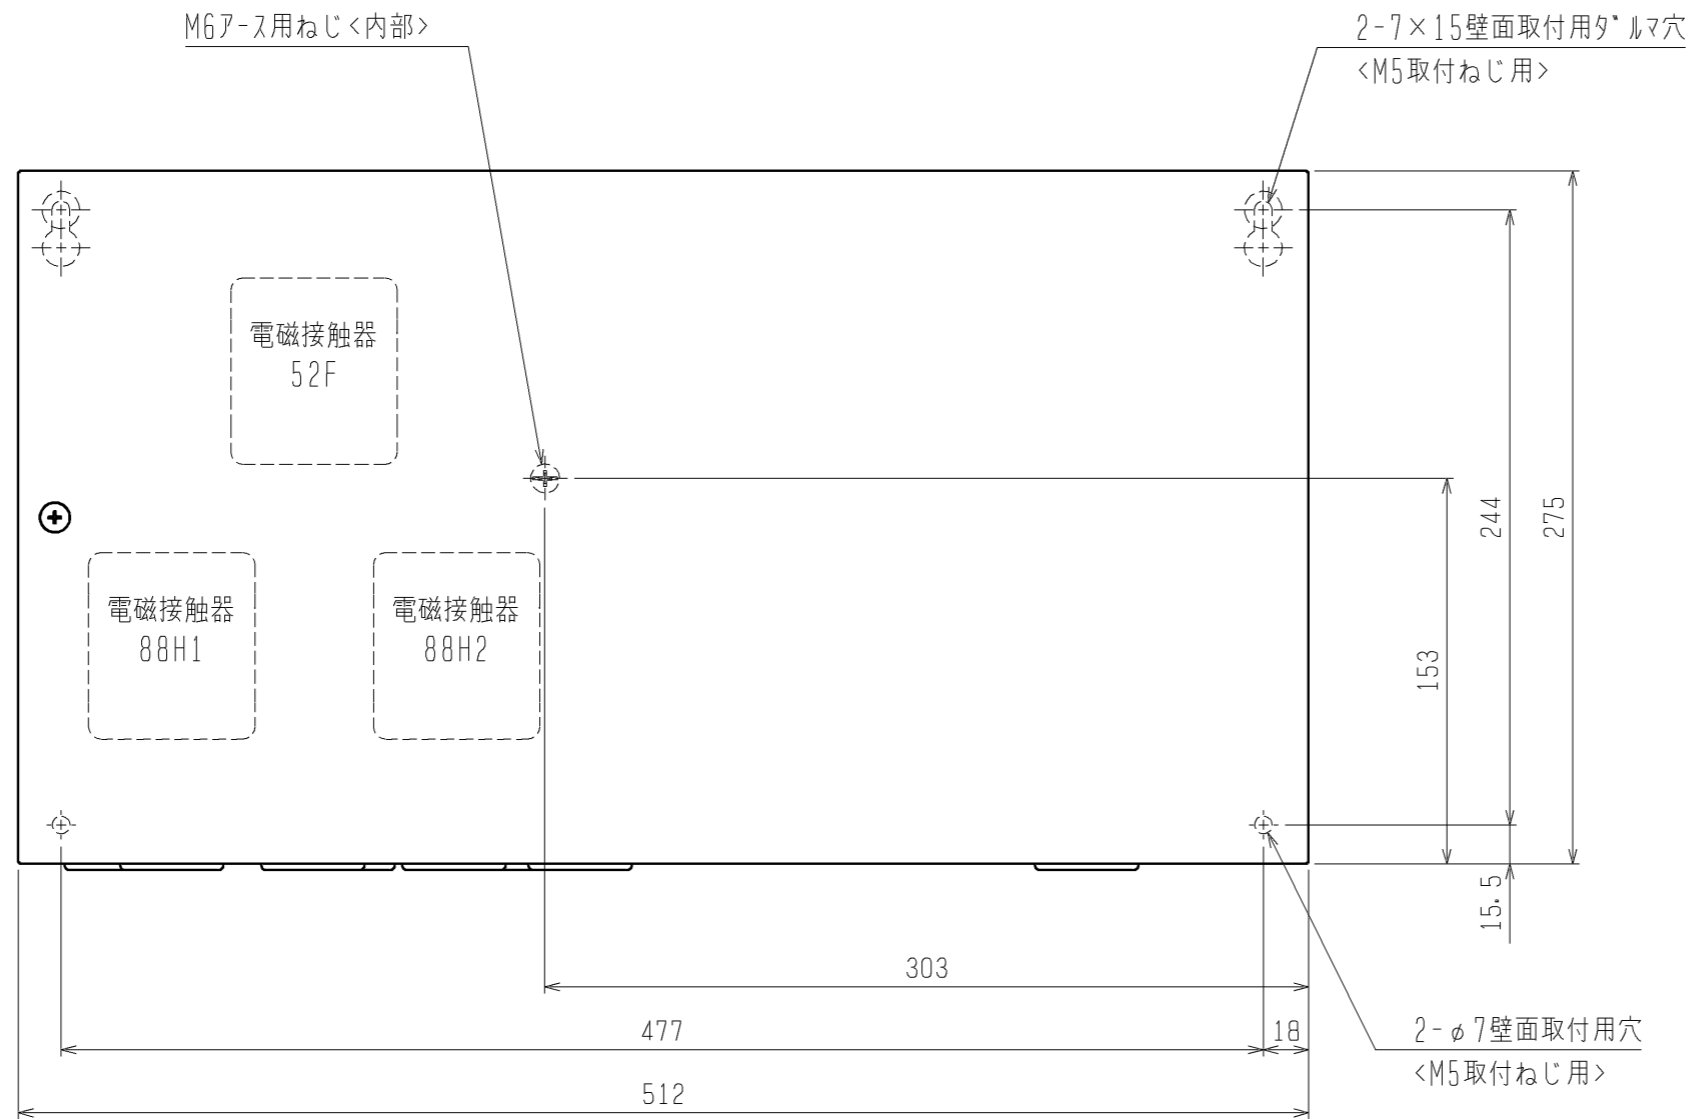 M6アース用ねじ<内部>
2-7×15壁面取付用ダルマ穴
<M5取付ねじ用>
電磁接触器
52F
電磁接触器
88H1
電磁接触器
88H2
244
275
153
15.5
303
477
18
512
2-φ7壁面取付用穴
<M5取付ねじ用>